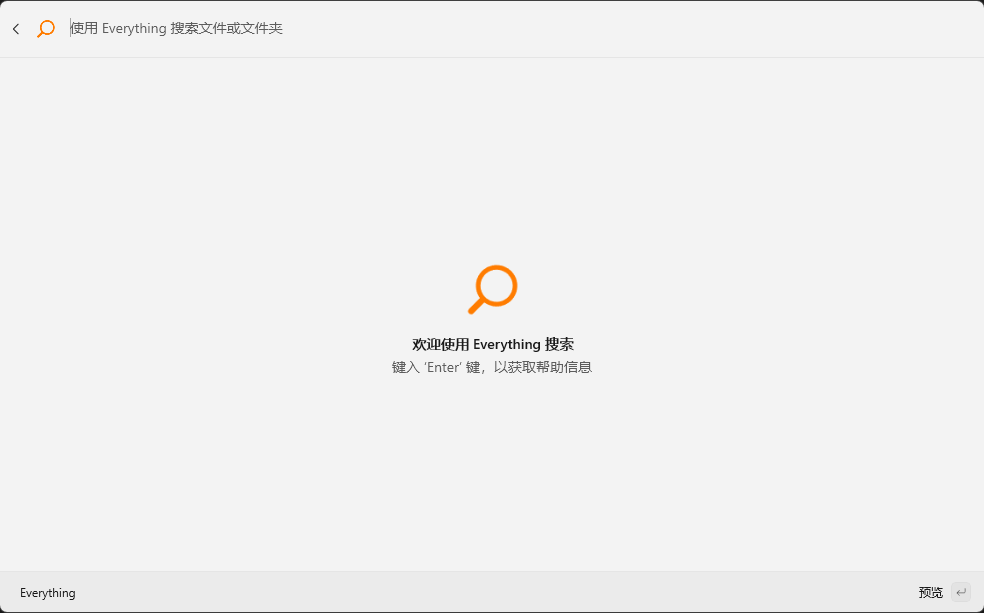 使用 Everything 搜索文件或文件夹
欢迎使用 Everything 搜索
键入 ‘Enter’ 键，以获取帮助信息
Everything
预览